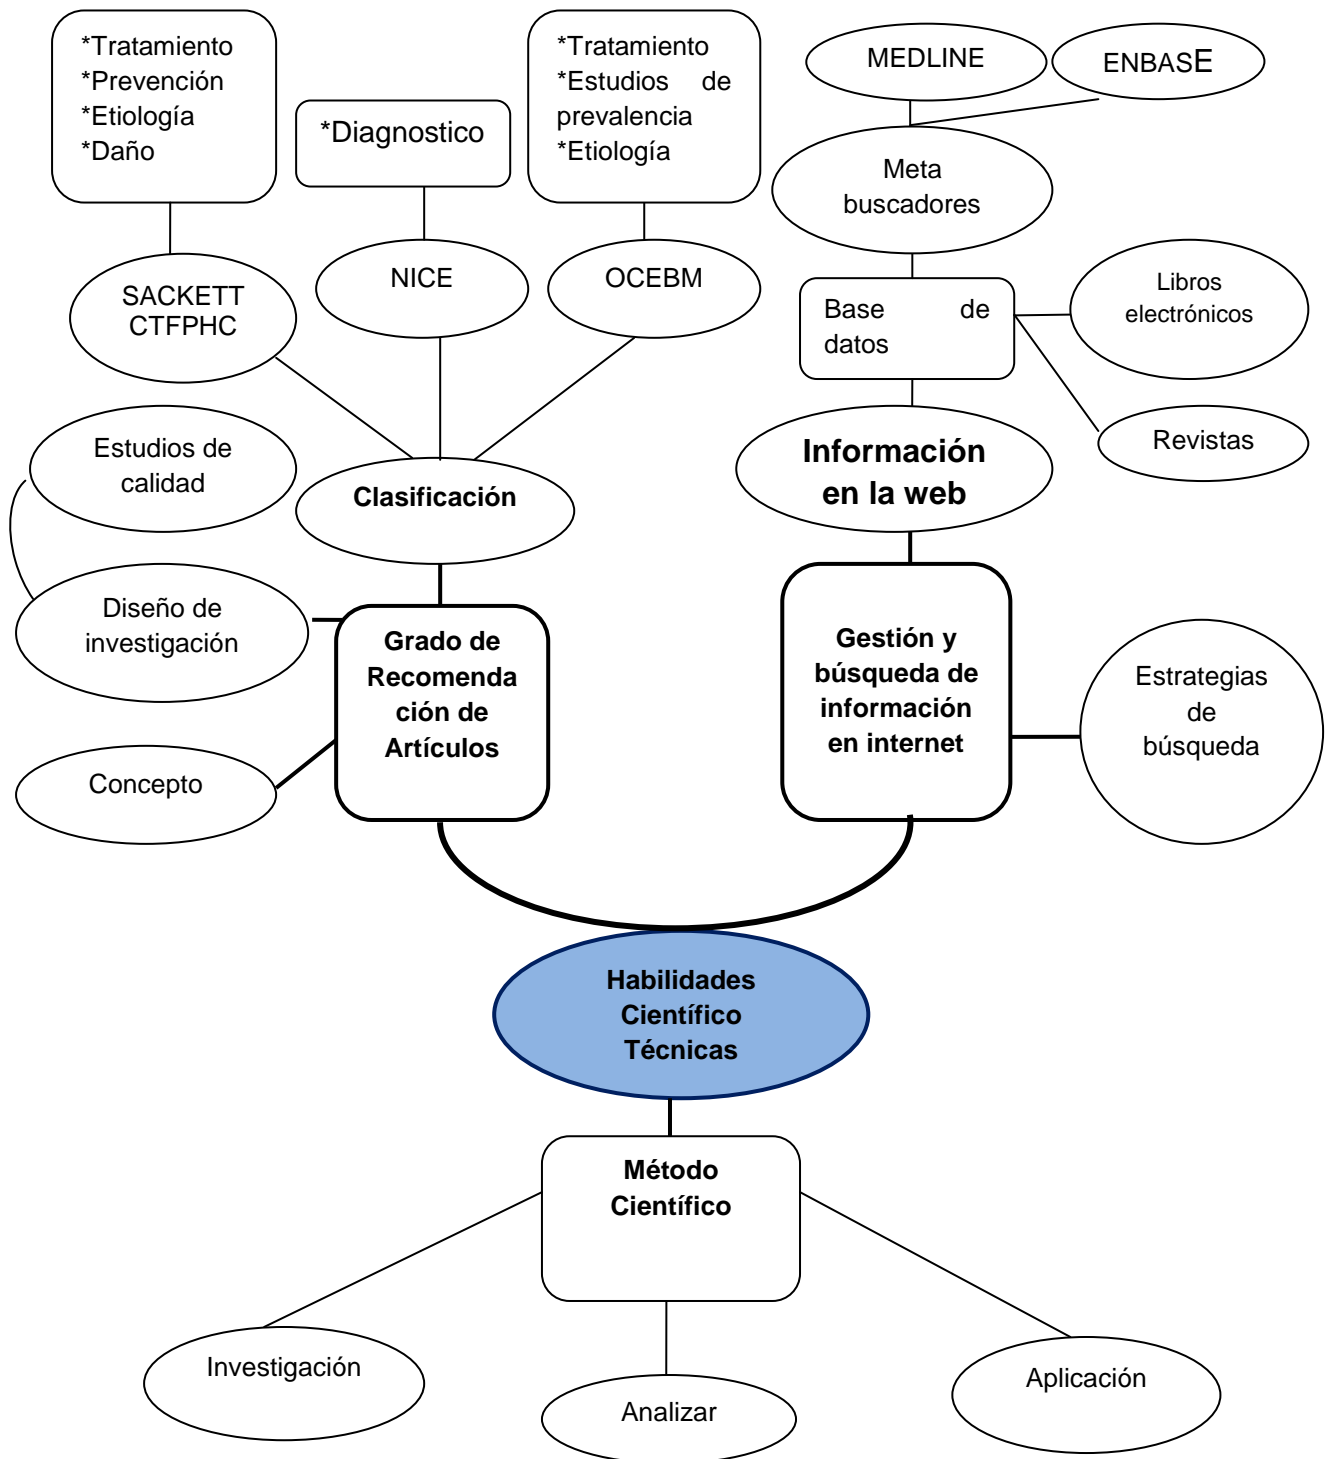 *Tratamiento
*Prevención
*Etiología
*Daño
*Diagnostico
*Tratamiento
*Estudios de
prevalencia
*Etiología
MEDLINE
ENBASE
Meta
buscadores
SACKETT
CTFPHC
NICE
OCEBM
Base de
datos
Libros
electrónicos
Revistas
Estudios de
calidad
Clasificación
Información
en la web
Diseño de
investigación
Grado de
Recomenda
ción de
Artículos
Gestión y
búsqueda de
información
en internet
Estrategias
de
búsqueda
Concepto
Habilidades
Científico
Técnicas
Método
Científico
Investigación
Analizar
Aplicación